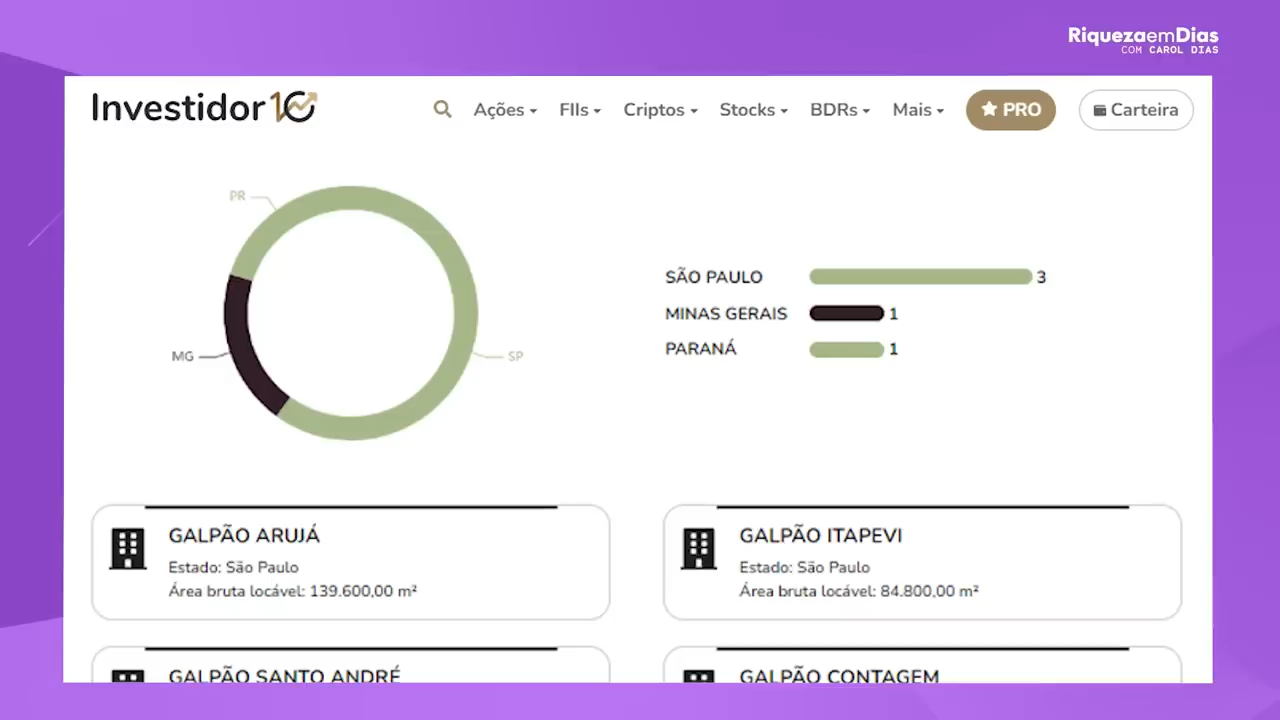 RiquezaemDias
COM CAROL DIAS
Investidor 10
Ações
FIIs
Criptos
Stocks
BDRs
Mais
PRO
Carteira
PR
MG
SP
SÃO PAULO 3
MINAS GERAIS 1
PARANÁ 1
GALPÃO ARUJÁ
Estado: São Paulo
Área bruta locável: 139.600,00 m²
GALPÃO ITAPEVI
Estado: São Paulo
Área bruta locável: 84.800,00 m²
GALPÃO SANTO ANDRÉ
GALPÃO CONTAGEM